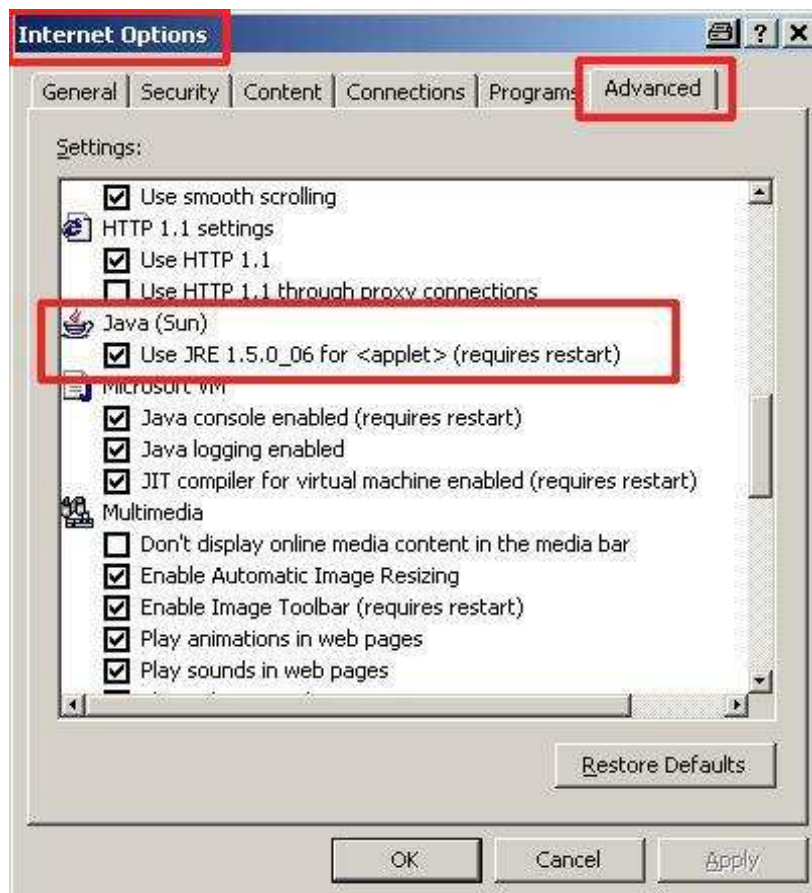 Internet Options
General Security Content Connections Programs Advanced
Settings:
Use smooth scrolling
HTTP 1.1 settings
Use HTTP 1.1
Use HTTP 1.1 through proxy connections
Java (Sun)
Use JRE 1.5.0_06 for <applet> (requires restart)
Microsoft VM
Java console enabled (requires restart)
Java logging enabled
JIT compiler for virtual machine enabled (requires restart)
Multimedia
Don't display online media content in the media bar
Enable Automatic Image Resizing
Enable Image Toolbar (requires restart)
Play animations in web pages
Play sounds in web pages
Restore Defaults
OK Cancel Apply